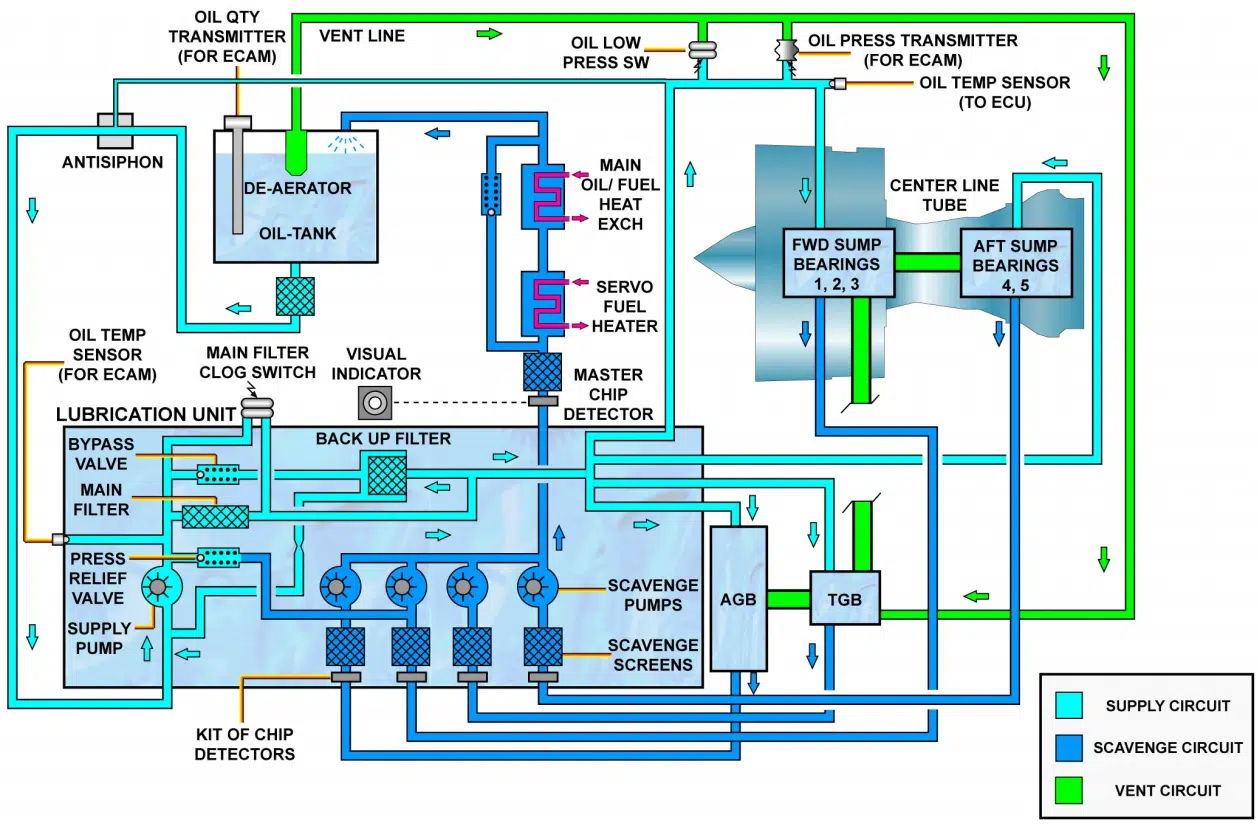 OIL QTY
TRANSMITTER
(FOR ECAM)
VENT LINE
OIL LOW
PRESS SW
OIL PRESS TRANSMITTER
(FOR ECAM)
OIL TEMP SENSOR
(TO ECU)
ANTISIPHON
DE-AERATOR
OIL-TANK
MAIN
OIL/ FUEL
HEAT
EXCH
CENTER LINE
TUBE
FWD SUMP
BEARINGS
1, 2, 3
AFT SUMP
BEARINGS
4, 5
SERVO
FUEL
HEATER
OIL TEMP
SENSOR
(FOR ECAM)
MAIN FILTER
CLOG SWITCH
VISUAL
INDICATOR
MASTER
CHIP
DETECTOR
LUBRICATION UNIT
BYPASS
VALVE
BACK UP FILTER
MAIN
FILTER
PRESS
RELIEF
VALVE
SUPPLY
PUMP
SCAVENGE
PUMPS
SCAVENGE
SCREENS
AGB
TGB
KIT OF CHIP
DETECTORS
SUPPLY CIRCUIT
SCAVENGE CIRCUIT
VENT CIRCUIT